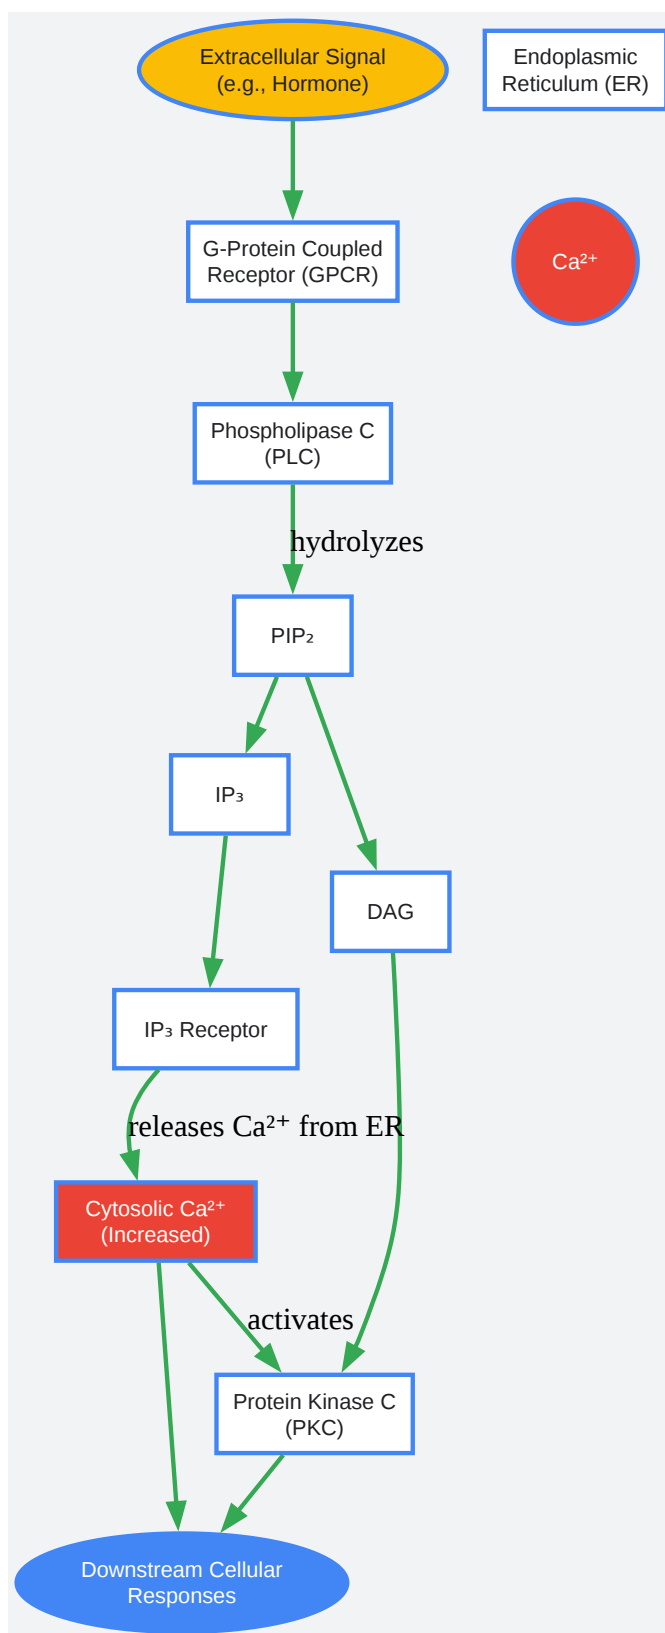 Extracellular Signal
(e.g., Hormone)
Endoplasmic
Reticulum (ER)
G-Protein Coupled
Receptor (GPCR)
Ca²⁺
Phospholipase C
(PLC)
hydrolyzes
PIP₂
IP₃
DAG
IP₃ Receptor
releases Ca²⁺ from ER
Cytosolic Ca²⁺
(Increased)
activates
Protein Kinase C
(PKC)
Downstream Cellular
Responses